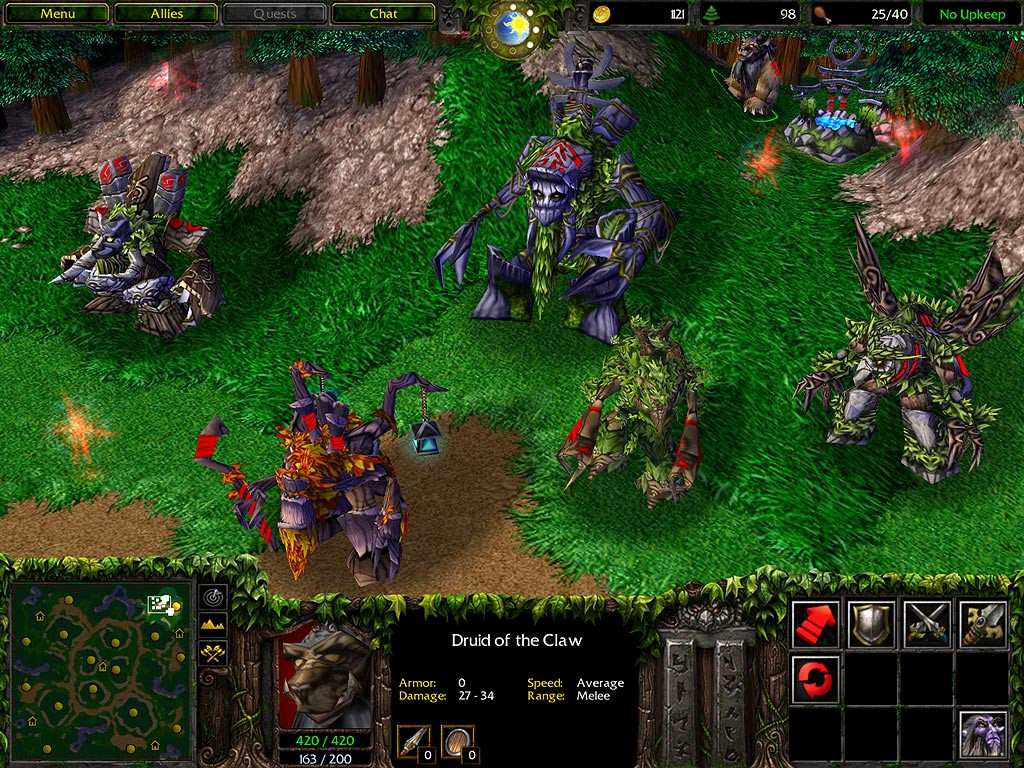 Menu
Allies
Quests
Chat
1121
98
25/40
No Upkeep
Druid of the Claw
Armor: 0
Damage: 27 - 34
Speed: Average
Range: Melee
420 / 420
163 / 200
0
0